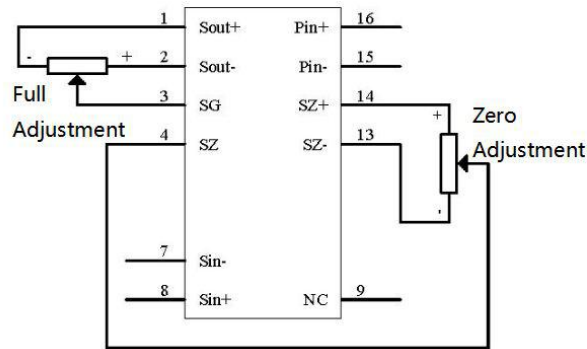 1 Sout+ Pin+ 16
- + 2 Sout- Pin- 15
Full
Adjustment
3 SG SZ+ 14
4 SZ SZ- 13
+ Zero
Adjustment
-
7 Sin-
8 Sin+ NC 9